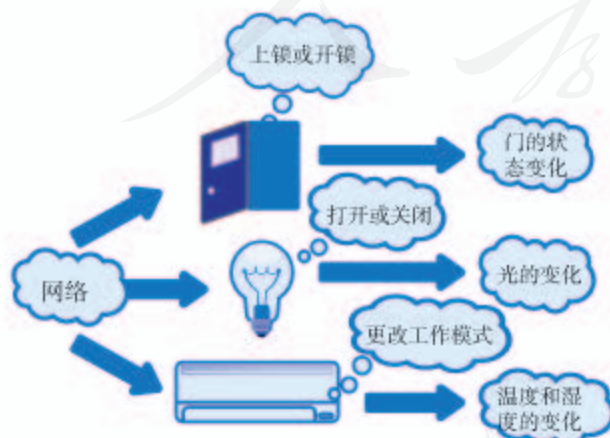 上锁或开锁
门的状
态变化
打开或关闭
网络
光的变化
更改工作模式
温度和湿
度的变化